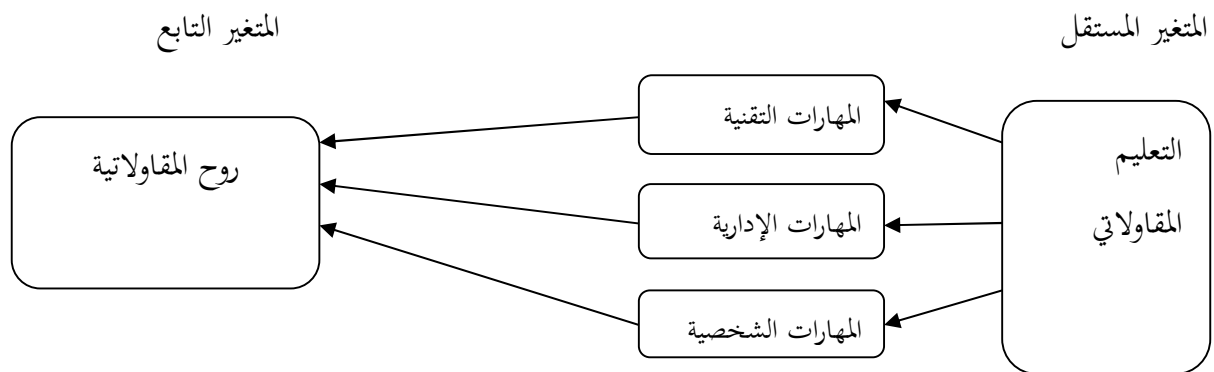 المتغير المستقل
المتغير التابع
التعليم
المقاولاتي
المهارات التقنية
المهارات الإدارية
المهارات الشخصية
روح المقاولاتية